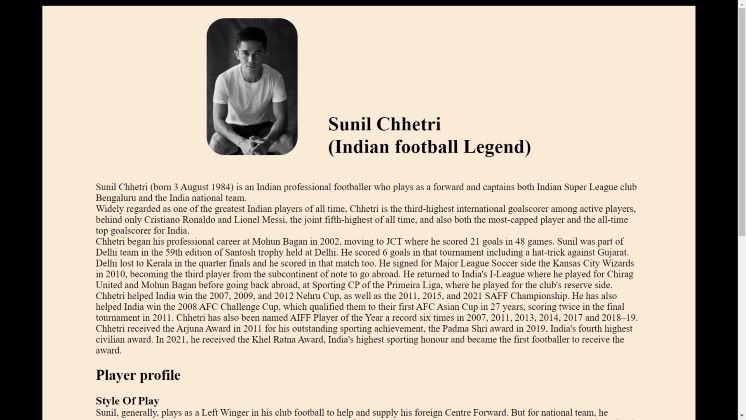 Sunil Chhetri
(Indian football Legend)
Sunil Chhetri (born 3 August 1984) is an Indian professional footballer who plays as a forward and captains both Indian Super League club
Bengaluru and the India national team.
Widely regarded as one of the greatest Indian players of all time, Chhetri is the third-highest international goalscorer among active players,
behind only Cristiano Ronaldo and Lionel Messi, the joint fifth-highest of all time, and also both the most-capped player and the all-time
top goalscorer for India.
Chhetri began his professional career at Mohun Bagan in 2002, moving to JCT where he scored 21 goals in 48 games. Sunil was part of
Delhi team in the 59th edition of Santosh trophy held at Delhi. He scored 6 goals in that tournament including a hat-trick against Gujarat.
Delhi lost to Kerala in the quarter finals and he scored in that match too. He signed for Major League Soccer side the Kansas City Wizards
in 2010, becoming the third player from the subcontinent of note to go abroad. He returned to India's I-League where he played for Chirag
United and Mohun Bagan before going back abroad, at Sporting CP of the Primeira Liga, where he played for the club's reserve side.
Chhetri helped India win the 2007, 2009, and 2012 Nehru Cup, as well as the 2011, 2015, and 2021 SAFF Championship. He has also
helped India win the 2008 AFC Challenge Cup, which qualified them to their first AFC Asian Cup in 27 years, scoring twice in the final
tournament in 2011. Chhetri has also been named AIFF Player of the Year a record six times in 2007, 2011, 2013, 2014, 2017 and 2018–19.
Chhetri received the Arjuna Award in 2011 for his outstanding sporting achievement, the Padma Shri award in 2019, India's fourth highest
civilian award. In 2021, he received the Khel Ratna Award, India's highest sporting honour and became the first footballer to receive the
award.
Player profile
Style Of Play
Sunil, generally, plays as a Left Winger in his club football to help and supply his foreign Centre Forward. But for national team, he